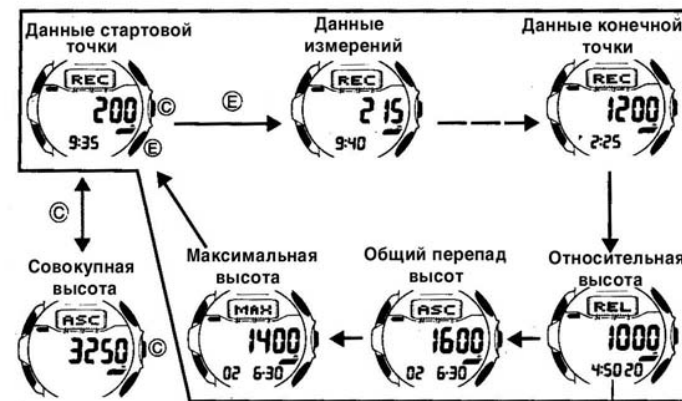 Данные стартовой
точки
REC
200
9:35
C
E
E
Данные
измерений
REC
215
9:40
Данные конечной
точки
REC
1200
2:25
C
Совокупная
высота
ASC
3250
C
Максимальная
высота
MAX
1400
02 6-30
Общий перепад
высот
ASC
1600
02 6-30
Относительная
высота
REL
1000
4:50 20